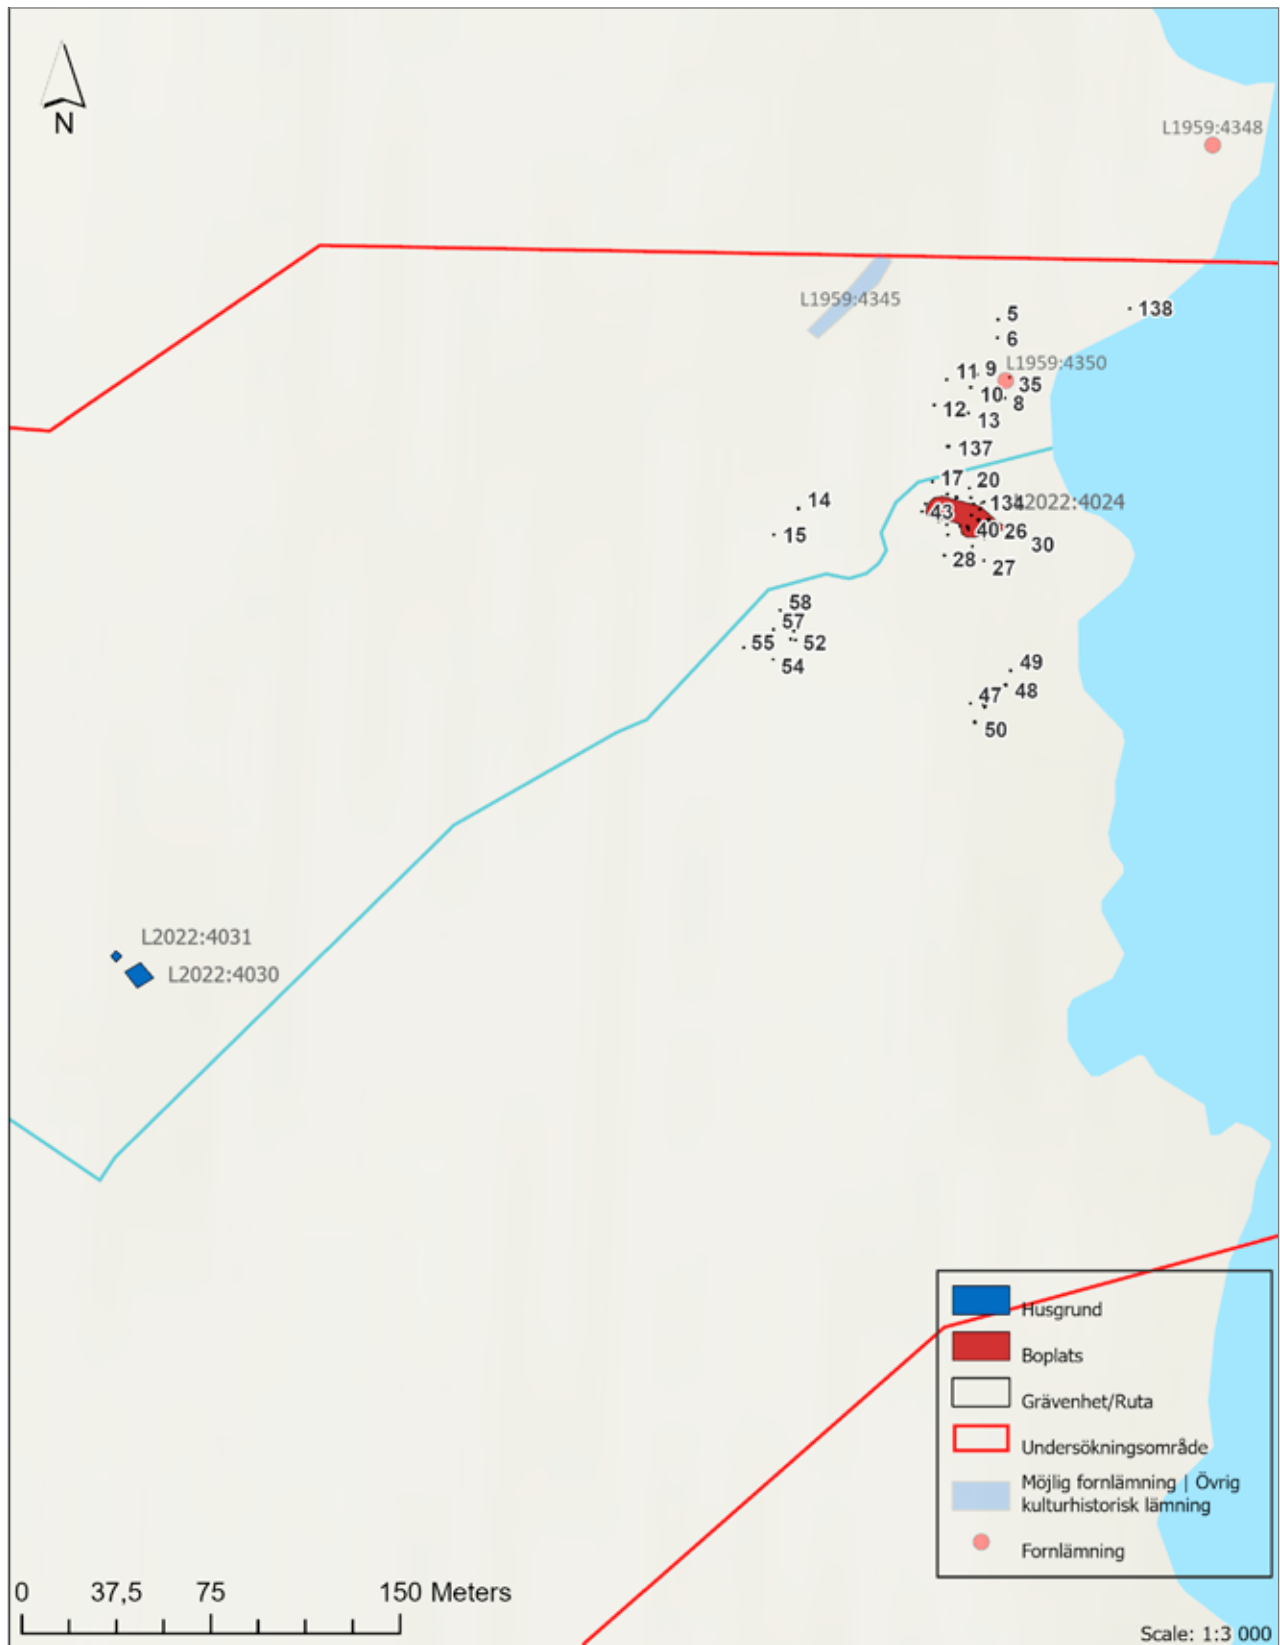 N
L1959:4348
L1959:4345
5
138
6
L1959:4350
11
9
35
10
8
12
13
137
17
20
14
134
L2022:4024
43
15
40
26
30
28
27
58
57
55
52
54
49
47
48
50
L2022:4031
L2022:4030
Husgrund
Boplats
Grävenhet/Ruta
Undersökningsområde
Möjlig fornlämning | Övrig
kulturhistorisk lämning
Fornlämning
0 37,5 75 150 Meters
Scale: 1:3 000